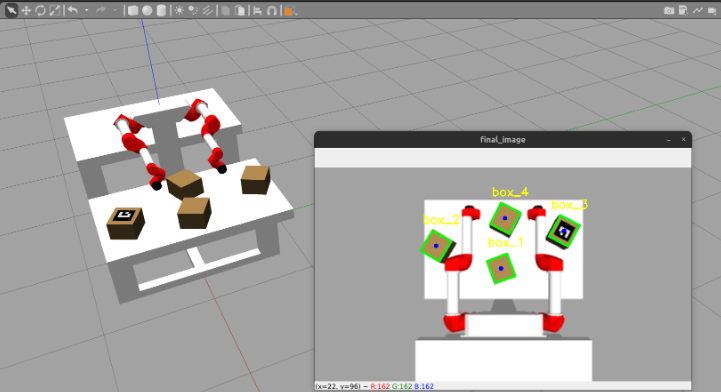 final_image
box_4
box_3
box_2
box_1
(x=22, y=96) ~ R:162 G:162 B:162